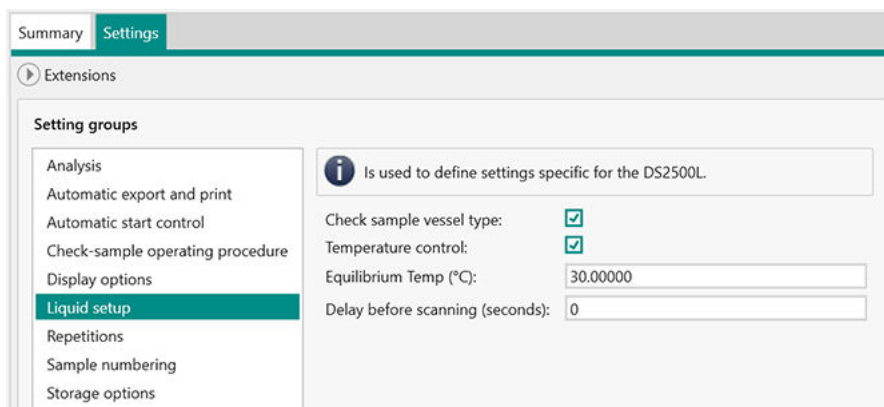 Summary Settings
Extensions
Setting groups
Analysis
Automatic export and print
Automatic start control
Check-sample operating procedure
Display options
Liquid setup
Repetitions
Sample numbering
Storage options
i Is used to define settings specific for the DS2500L.
Check sample vessel type:
Temperature control:
Equilibrium Temp (°C): 30.00000
Delay before scanning (seconds): 0